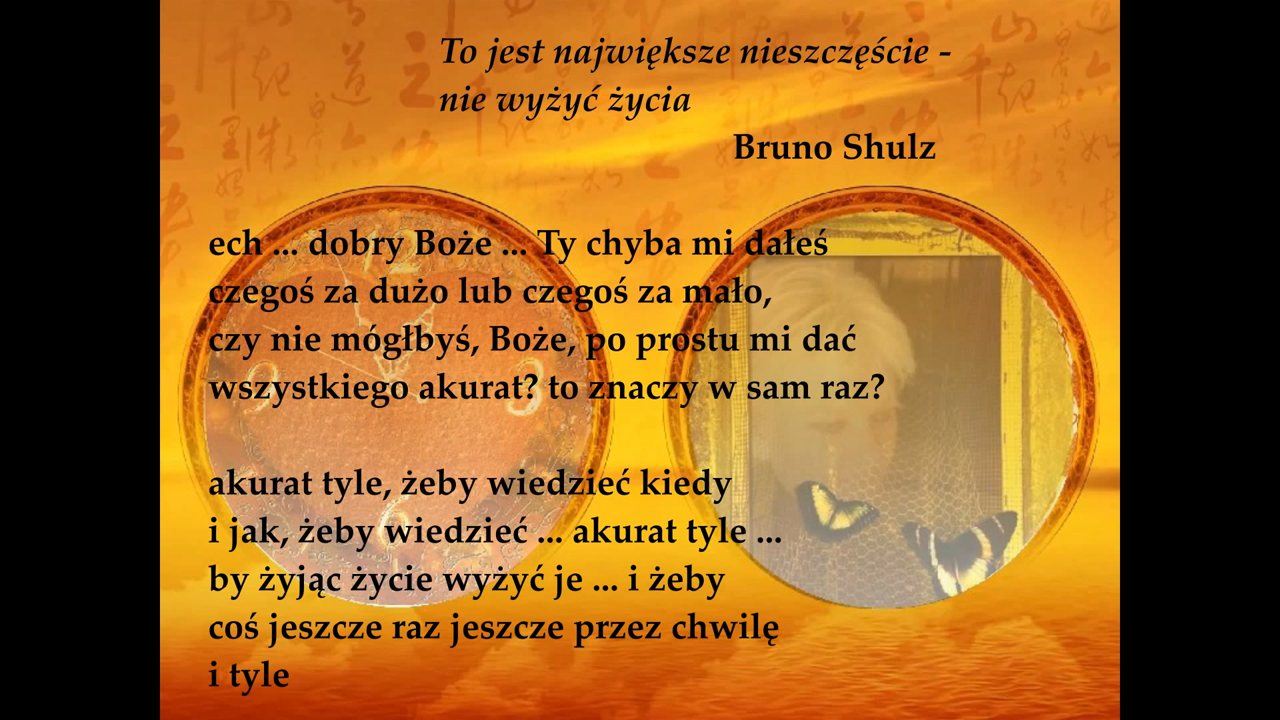 To jest największe nieszczęście -
nie wyżyć życia
Bruno Shulz
ech ... dobry Boże ... Ty chyba mi dałeś
czegoś za dużo lub czegoś za mało,
czy nie mógłbyś, Boże, po prostu mi dać
wszystkiego akurat? to znaczy w sam raz?
akurat tyle, żeby wiedzieć kiedy
i jak, żeby wiedzieć ... akurat tyle ...
by żyjąc życie wyżyć je ... i żeby
coś jeszcze raz jeszcze przez chwilę
i tyle